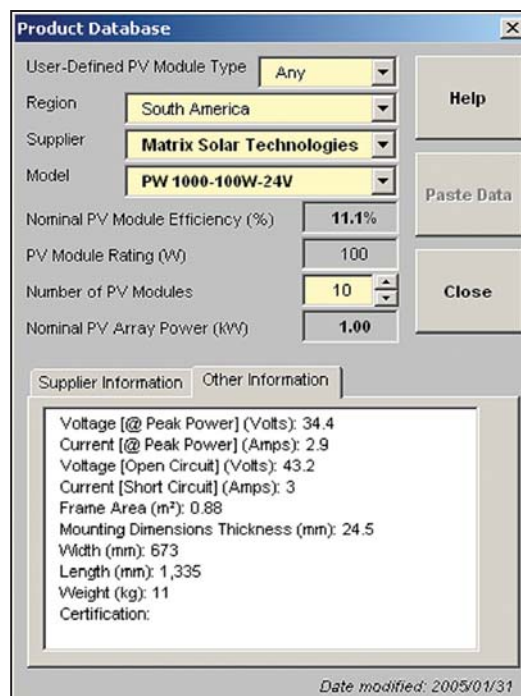 Product Database
User-Defined PV Module Type Any
Help
Region South America
Supplier Matrix Solar Technologies
Model PW 1000-100W-24V
Paste Data
Nominal PV Module Efficiency (%) 11.1%
PV Module Rating (W) 100
Number of PV Modules 10
Close
Nominal PV Array Power (kW) 1.00
Supplier Information Other Information
Voltage [@ Peak Power] (Volts): 34.4
Current [@ Peak Power] (Amps): 2.9
Voltage [Open Circuit] (Volts): 43.2
Current [Short Circuit] (Amps): 3
Frame Area (m²): 0.88
Mounting Dimensions Thickness (mm): 24.5
Width (mm): 673
Length (mm): 1,335
Weight (kg): 11
Certification:
Date modified: 2005/01/31